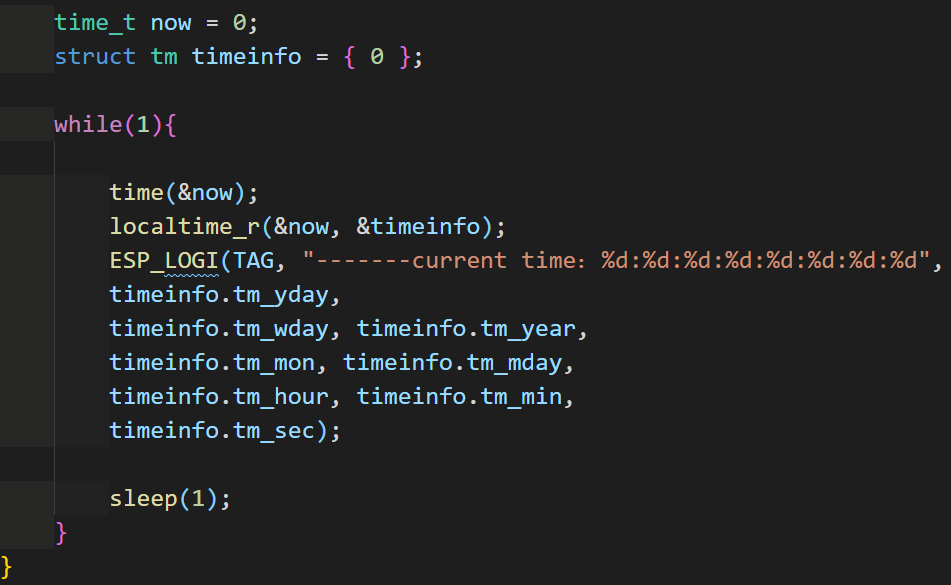 time_t now = 0;
struct tm timeinfo = { 0 };
while(1){
time(&now);
localtime_r(&now, &timeinfo);
ESP_LOGI(TAG, "-------current time：%d:%d:%d:%d:%d:%d:%d:%d",
timeinfo.tm_yday,
timeinfo.tm_wday, timeinfo.tm_year,
timeinfo.tm_mon, timeinfo.tm_mday,
timeinfo.tm_hour, timeinfo.tm_min,
timeinfo.tm_sec);
sleep(1);
}
}